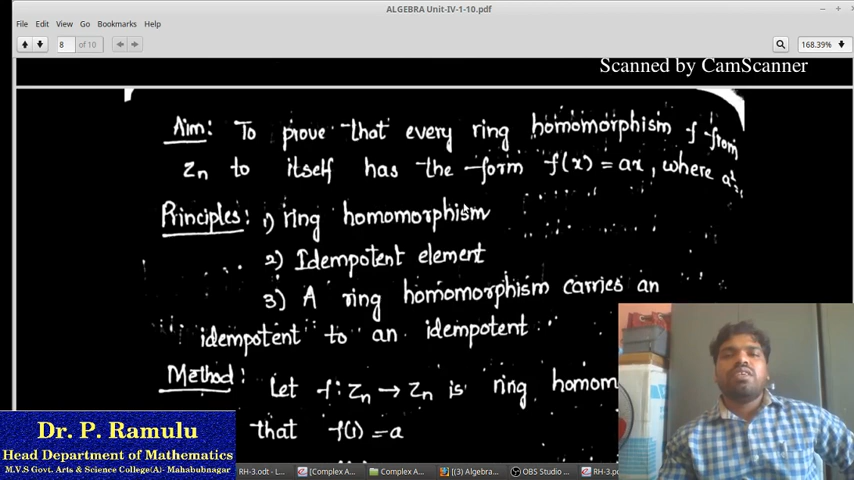 ALGEBRA Unit-IV-1-10.pdf
File Edit View Go Bookmarks Help
8 of 10
168.39%
Scanned by CamScanner
Aim: To prove that every ring homomorphism f from
Zn to itself has the form f(x) = ax, where a²=
Principles: 1) ring homomorphism
2) Idempotent element
3) A ring homomorphism carries an
idempotent to an idempotent.
Method: Let f: Zn → Zn is ring homom
that f(1) = a
Dr. P. Ramulu
Head Department of Mathematics
M.V.S Govt. Arts & Science College(A)- Mahabubnagar
RH-3.odt - L... [Complex A... Complex A... [(3) Algebra... OBS Studio ... RH-3.p